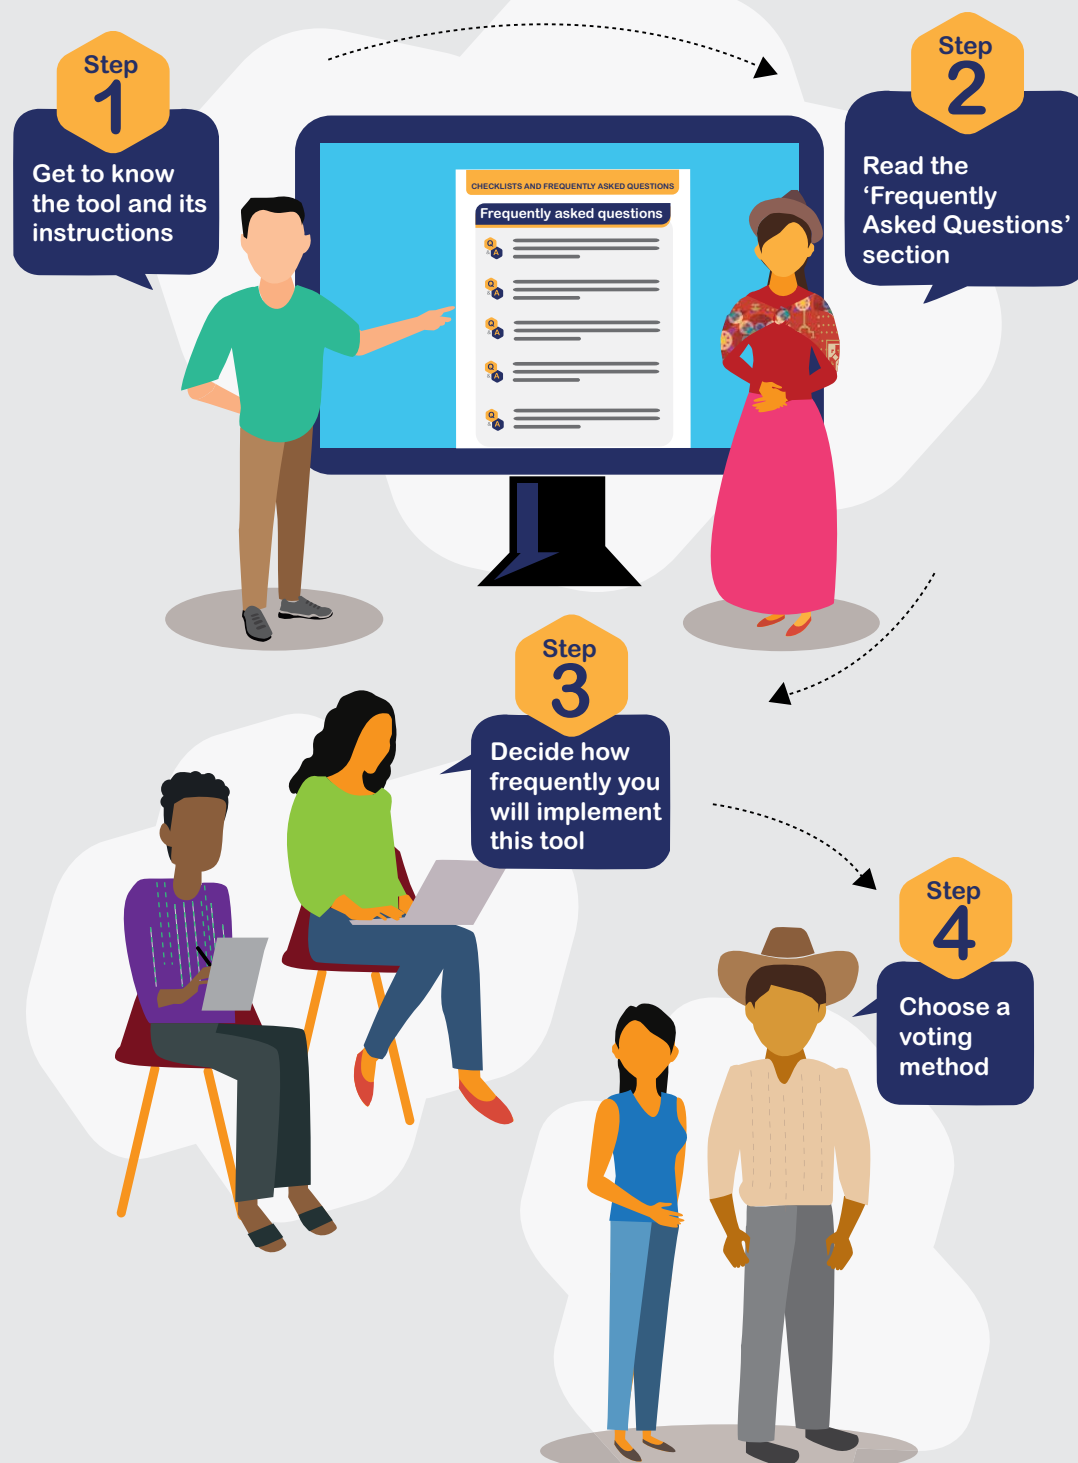 Step
1
Get to know
the tool and its
instructions
Step
2
Read the
‘Frequently
Asked Questions’
section
CHECKLISTS AND FREQUENTLY ASKED QUESTIONS
Frequently asked questions
Q
& A
Q
& A
Q
& A
Q
& A
Q
& A
Step
3
Decide how
frequently you
will implement
this tool
Step
4
Choose a
voting
method